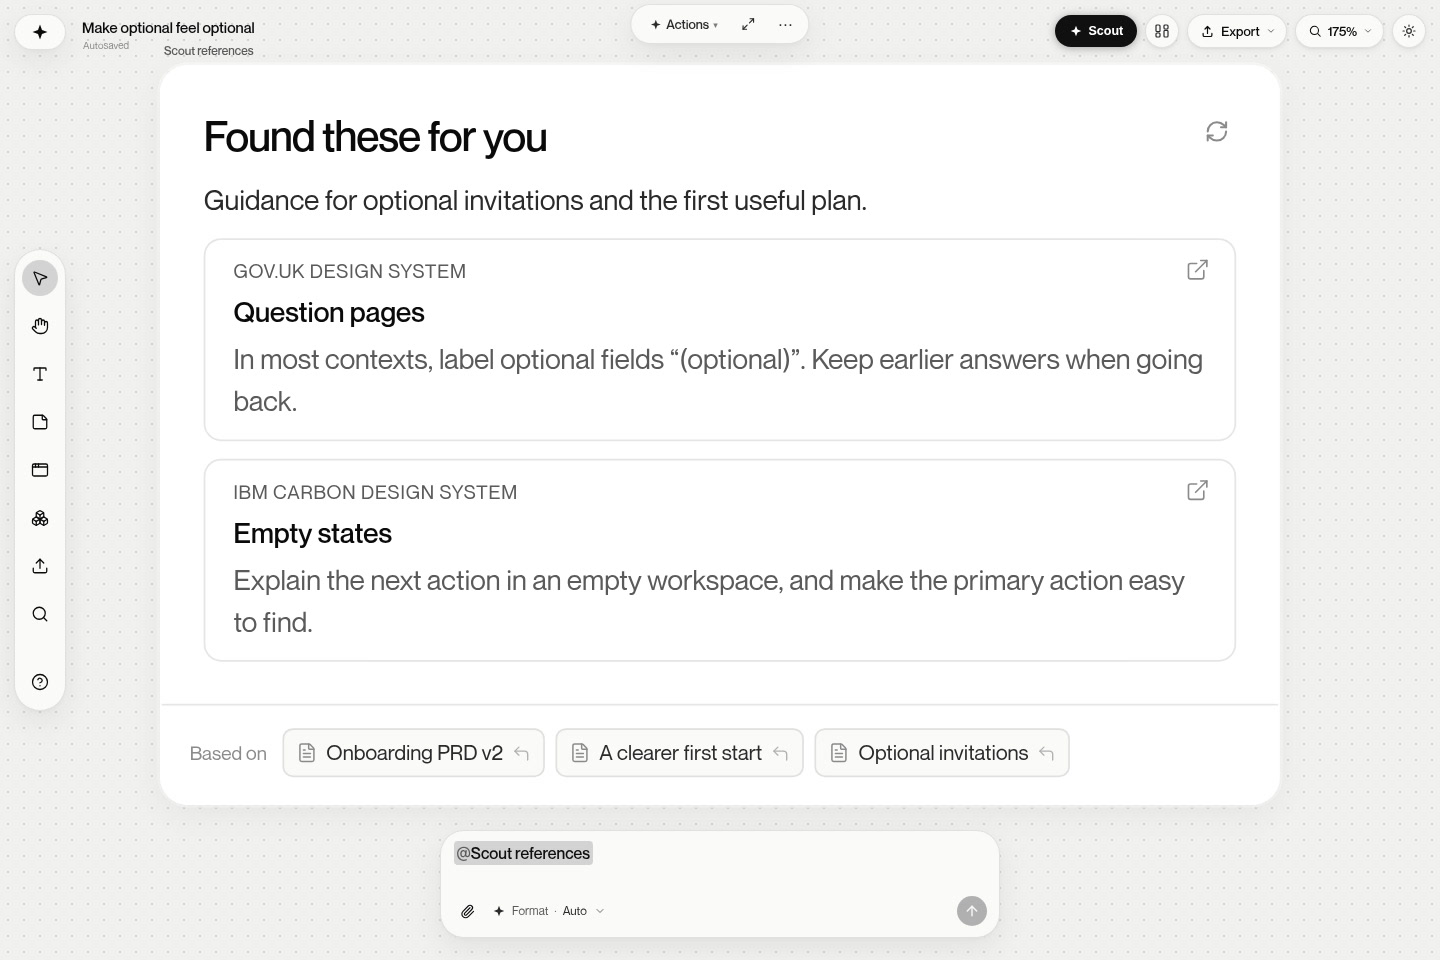 Make optional feel optional
Autosaved
Scout references
Actions
Scout
Export
175%
Found these for you
Guidance for optional invitations and the first useful plan.
GOV.UK DESIGN SYSTEM
Question pages
In most contexts, label optional fields “(optional)”. Keep earlier answers when going
back.
IBM CARBON DESIGN SYSTEM
Empty states
Explain the next action in an empty workspace, and make the primary action easy
to find.
Based on
Onboarding PRD v2
A clearer first start
Optional invitations
@Scout references
Format · Auto